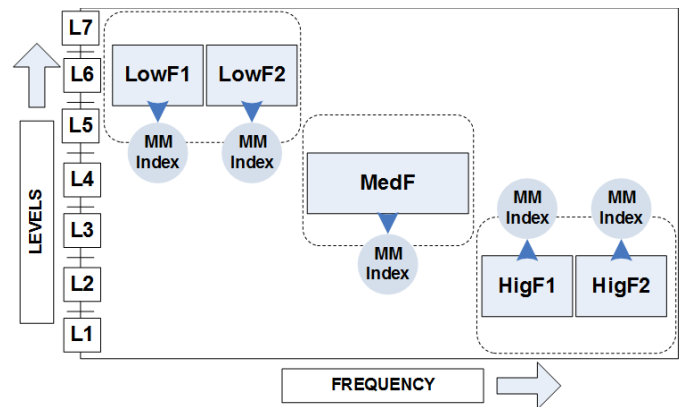 L7
L6
L5
L4
L3
L2
L1
LEVELS
LowF1
LowF2
MM
Index
MM
Index
MedF
MM
Index
MM
Index
MM
Index
HigF1
HigF2
FREQUENCY